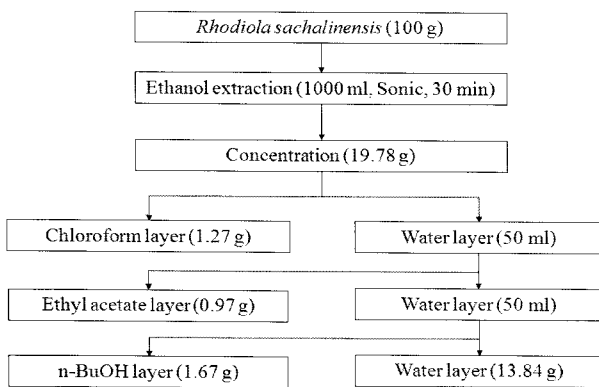 Rhodiola sachalinensis (100 g)
Ethanol extraction (1000 ml, Sonic, 30 min)
Concentration (19.78 g)
Chloroform layer (1.27 g)
Water layer (50 ml)
Ethyl acetate layer (0.97 g)
Water layer (50 ml)
n-BuOH layer (1.67 g)
Water layer (13.84 g)